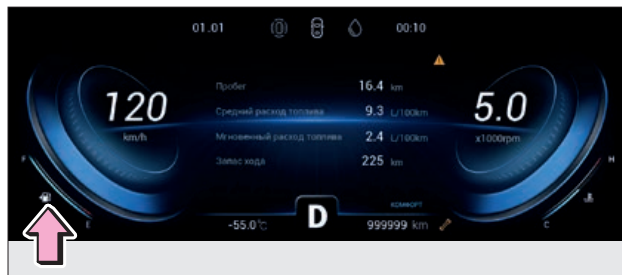 01.01 00:10
Пробег 16.4 km
120 Средний расход топлива 9.3 L/100km 5.0
km/h Мгновенный расход топлива 2.4 L/100km x1000rpm
Запас хода 225 km
F H
КОМФОРТ
E -55.0°C D 999999 km C